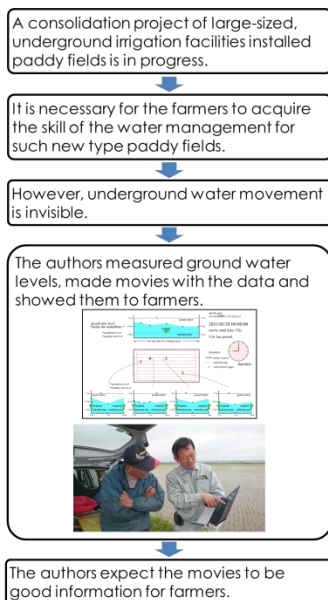 A consolidation project of large-sized,
underground irrigation facilities installed
paddy fields is in progress.
It is necessary for the farmers to acquire
the skill of the water management for
such new type paddy fields.
However, underground water movement
is invisible.
The authors measured ground water
levels, made movies with the data and
showed them to farmers.
The authors expect the movies to be
good information for farmers.